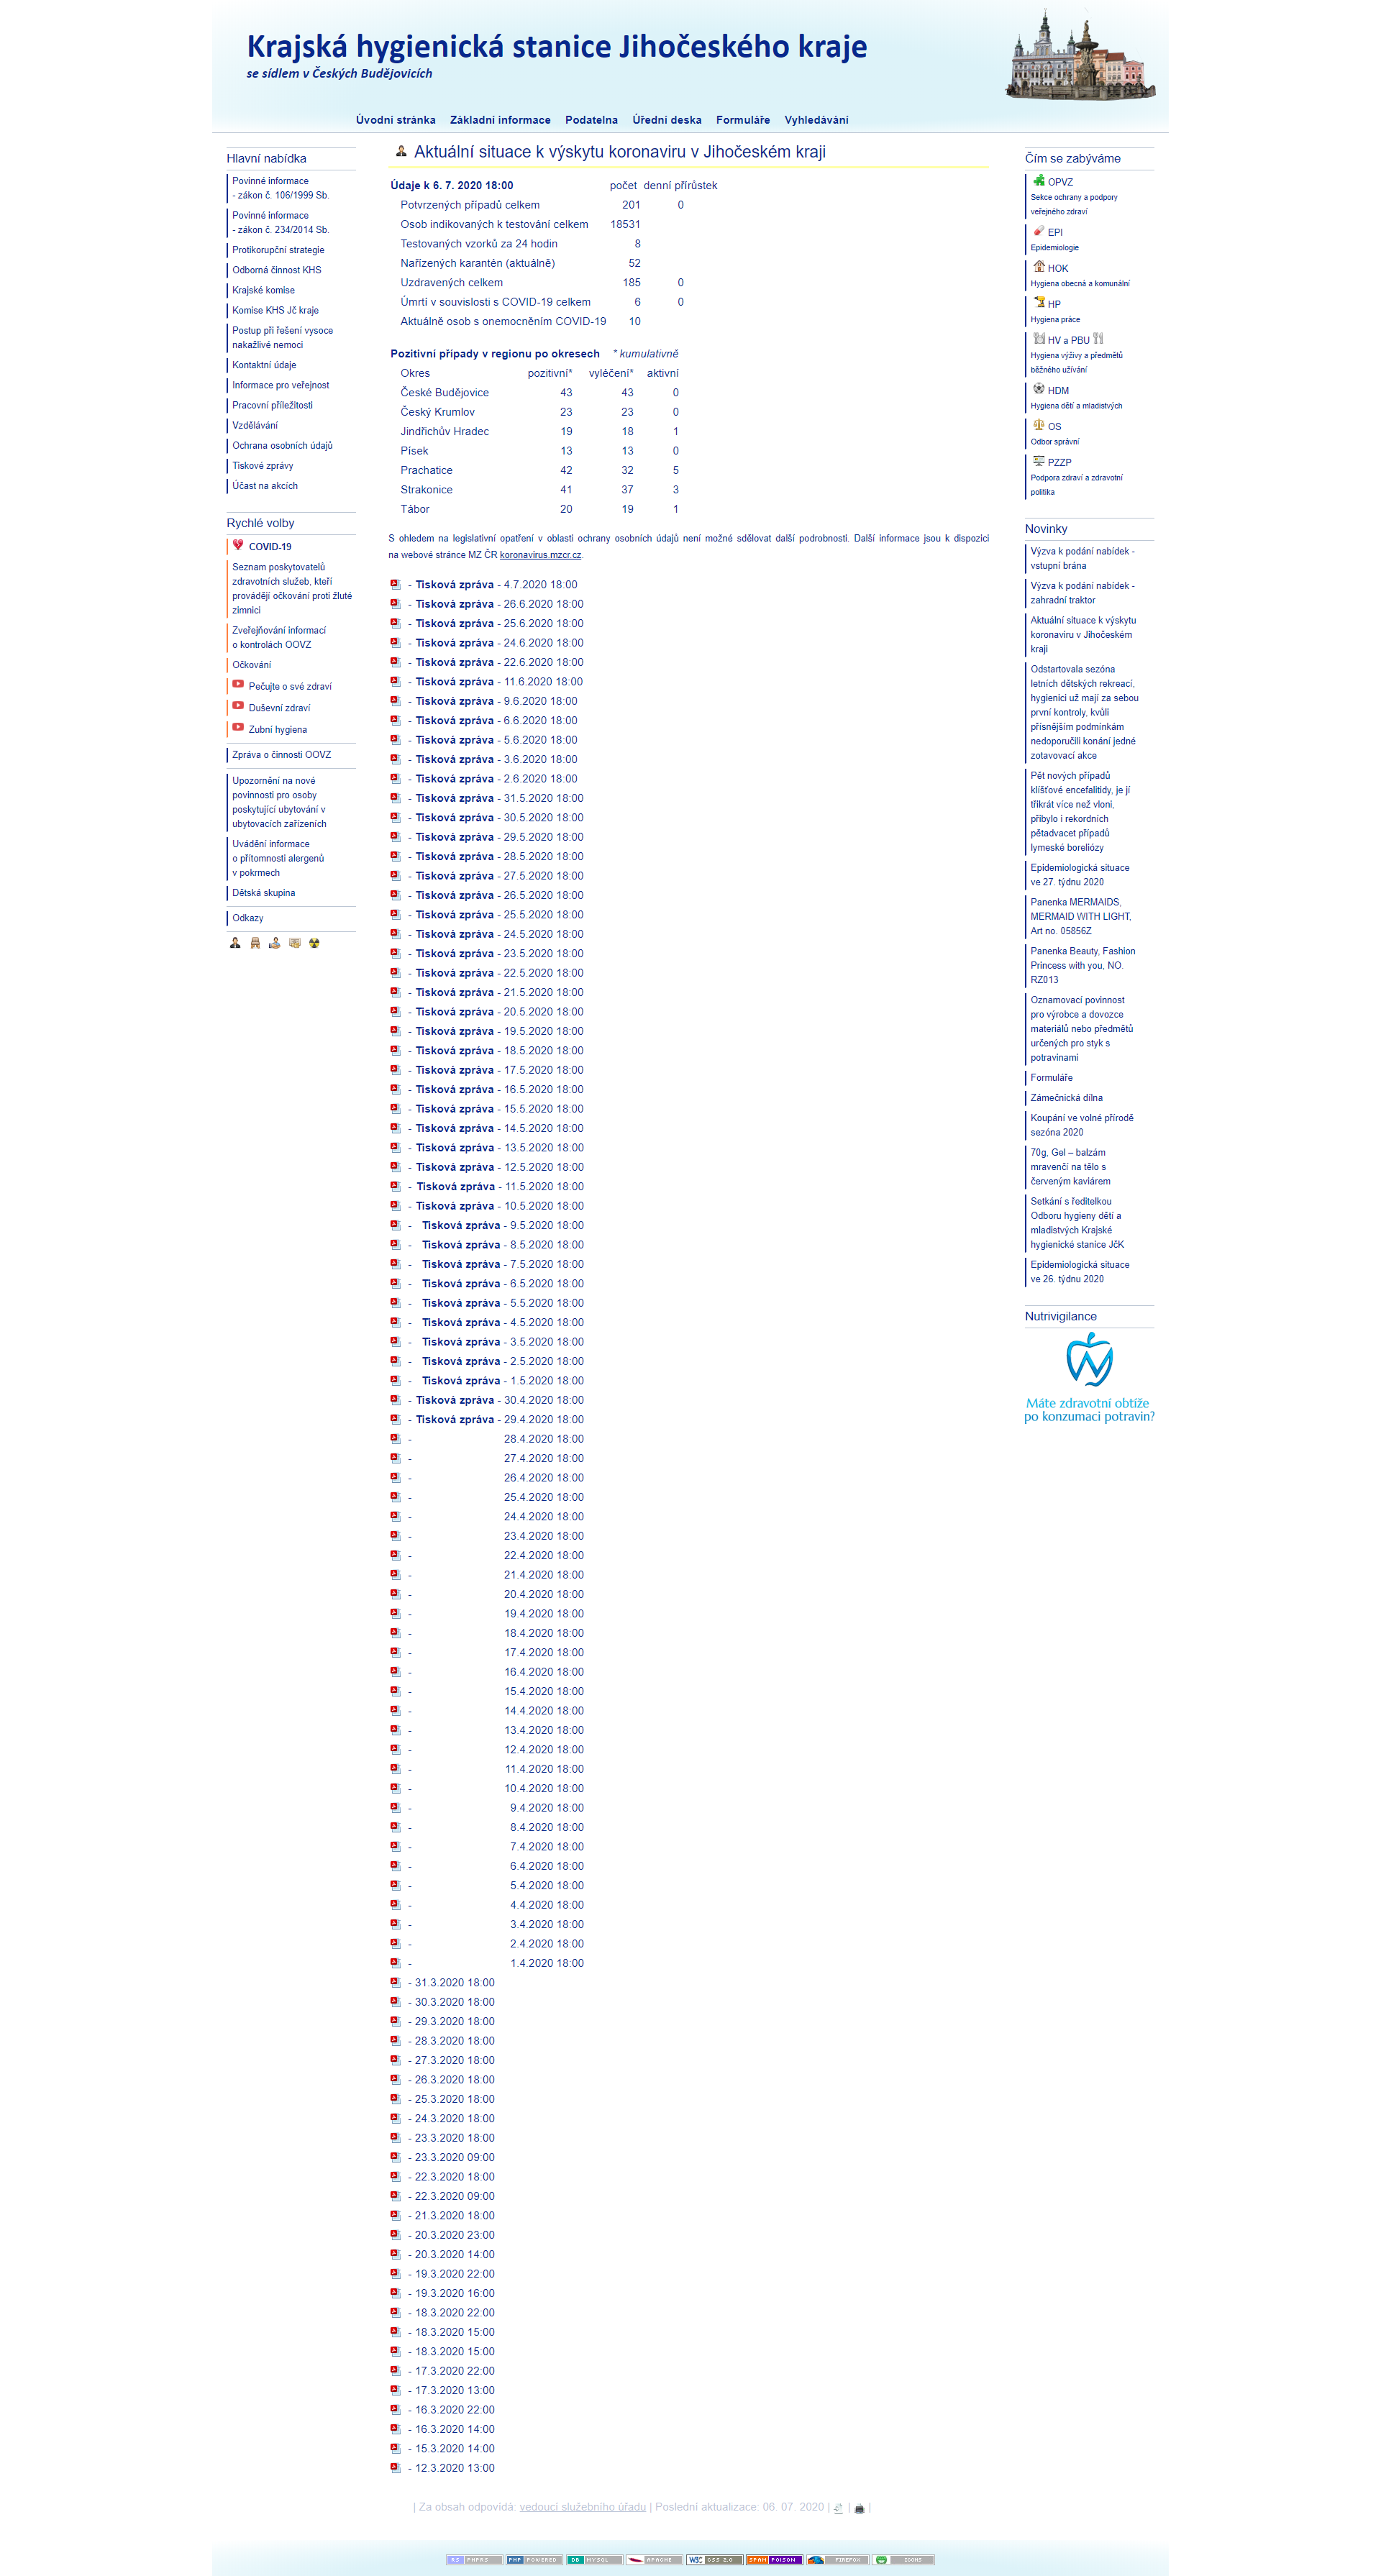 Krajská hygienická stanice Jihočeského kraje
se sídlem v Českých Budějovicích
Úvodní stránka Základní informace Podatelna Úřední deska Formuláře Vyhledávání
Hlavní nabídka
Povinné informace
- zákon č. 106/1999 Sb.
Povinné informace
- zákon č. 234/2014 Sb.
Protikorupční strategie
Odborná činnost KHS
Krajské komise
Komise KHS Jč kraje
Postup při řešení vysoce
nakažlivé nemoci
Kontaktní údaje
Informace pro veřejnost
Pracovní příležitosti
Vzdělávání
Ochrana osobních údajů
Tiskové zprávy
Účast na akcích
Rychlé volby
COVID-19
Seznam poskytovatelů
zdravotních služeb, kteří
provádějí očkování proti žluté
zimnici
Zveřejňování informací
o kontrolách OOVZ
Očkování
Pečujte o své zdraví
Duševní zdraví
Zubní hygiena
Zpráva o činnosti OOVZ
Upozornění na nové
povinnosti pro osoby
poskytující ubytování v
ubytovacích zařízeních
Uvádění informace
o přítomnosti alergenů
v pokrmech
Dětská skupina
Odkazy
Aktuální situace k výskytu koronaviru v Jihočeském kraji
Údaje k 6. 7. 2020 18:00 počet denní přírůstek
Potvrzených případů celkem 201 0
Osob indikovaných k testování celkem 18531
Testovaných vzorků za 24 hodin 8
Nařízených karantén (aktuálně) 52
Uzdravených celkem 185 0
Úmrtí v souvislosti s COVID-19 celkem 6 0
Aktuálně osob s onemocněním COVID-19 10
Pozitivní případy v regionu po okresech * kumulativně
Okres pozitivní* vyléčení* aktivní
České Budějovice 43 43 0
Český Krumlov 23 23 0
Jindřichův Hradec 19 18 1
Písek 13 13 0
Prachatice 42 32 5
Strakonice 41 37 3
Tábor 20 19 1
S ohledem na legislativní opatření v oblasti ochrany osobních údajů není možné sdělovat další podrobnosti. Další informace jsou k dispozici
na webové stránce MZ ČR koronavirus.mzcr.cz.
- Tisková zpráva - 4.7.2020 18:00
- Tisková zpráva - 26.6.2020 18:00
- Tisková zpráva - 25.6.2020 18:00
- Tisková zpráva - 24.6.2020 18:00
- Tisková zpráva - 22.6.2020 18:00
- Tisková zpráva - 11.6.2020 18:00
- Tisková zpráva - 9.6.2020 18:00
- Tisková zpráva - 6.6.2020 18:00
- Tisková zpráva - 5.6.2020 18:00
- Tisková zpráva - 3.6.2020 18:00
- Tisková zpráva - 2.6.2020 18:00
- Tisková zpráva - 31.5.2020 18:00
- Tisková zpráva - 30.5.2020 18:00
- Tisková zpráva - 29.5.2020 18:00
- Tisková zpráva - 28.5.2020 18:00
- Tisková zpráva - 27.5.2020 18:00
- Tisková zpráva - 26.5.2020 18:00
- Tisková zpráva - 25.5.2020 18:00
- Tisková zpráva - 24.5.2020 18:00
- Tisková zpráva - 23.5.2020 18:00
- Tisková zpráva - 22.5.2020 18:00
- Tisková zpráva - 21.5.2020 18:00
- Tisková zpráva - 20.5.2020 18:00
- Tisková zpráva - 19.5.2020 18:00
- Tisková zpráva - 18.5.2020 18:00
- Tisková zpráva - 17.5.2020 18:00
- Tisková zpráva - 16.5.2020 18:00
- Tisková zpráva - 15.5.2020 18:00
- Tisková zpráva - 14.5.2020 18:00
- Tisková zpráva - 13.5.2020 18:00
- Tisková zpráva - 12.5.2020 18:00
- Tisková zpráva - 11.5.2020 18:00
- Tisková zpráva - 10.5.2020 18:00
- Tisková zpráva - 9.5.2020 18:00
- Tisková zpráva - 8.5.2020 18:00
- Tisková zpráva - 7.5.2020 18:00
- Tisková zpráva - 6.5.2020 18:00
- Tisková zpráva - 5.5.2020 18:00
- Tisková zpráva - 4.5.2020 18:00
- Tisková zpráva - 3.5.2020 18:00
- Tisková zpráva - 2.5.2020 18:00
- Tisková zpráva - 1.5.2020 18:00
- Tisková zpráva - 30.4.2020 18:00
- Tisková zpráva - 29.4.2020 18:00
- 28.4.2020 18:00
- 27.4.2020 18:00
- 26.4.2020 18:00
- 25.4.2020 18:00
- 24.4.2020 18:00
- 23.4.2020 18:00
- 22.4.2020 18:00
- 21.4.2020 18:00
- 20.4.2020 18:00
- 19.4.2020 18:00
- 18.4.2020 18:00
- 17.4.2020 18:00
- 16.4.2020 18:00
- 15.4.2020 18:00
- 14.4.2020 18:00
- 13.4.2020 18:00
- 12.4.2020 18:00
- 11.4.2020 18:00
- 10.4.2020 18:00
- 9.4.2020 18:00
- 8.4.2020 18:00
- 7.4.2020 18:00
- 6.4.2020 18:00
- 5.4.2020 18:00
- 4.4.2020 18:00
- 3.4.2020 18:00
- 2.4.2020 18:00
- 1.4.2020 18:00
- 31.3.2020 18:00
- 30.3.2020 18:00
- 29.3.2020 18:00
- 28.3.2020 18:00
- 27.3.2020 18:00
- 26.3.2020 18:00
- 25.3.2020 18:00
- 24.3.2020 18:00
- 23.3.2020 18:00
- 23.3.2020 09:00
- 22.3.2020 18:00
- 22.3.2020 09:00
- 21.3.2020 18:00
- 20.3.2020 23:00
- 20.3.2020 14:00
- 19.3.2020 22:00
- 19.3.2020 16:00
- 18.3.2020 22:00
- 18.3.2020 15:00
- 18.3.2020 15:00
- 17.3.2020 22:00
- 17.3.2020 13:00
- 16.3.2020 22:00
- 16.3.2020 14:00
- 15.3.2020 14:00
- 12.3.2020 13:00
Čím se zabýváme
OPVZ
Sekce ochrany a podpory
veřejného zdraví
EPI
Epidemiologie
HOK
Hygiena obecná a komunální
HP
Hygiena práce
HV a PBU
Hygiena výživy a předmětů
běžného užívání
HDM
Hygiena dětí a mladistvých
OS
Odbor správní
PZZP
Podpora zdraví a zdravotní
politika
Novinky
Výzva k podání nabídek -
vstupní brána
Výzva k podání nabídek -
zahradní traktor
Aktuální situace k výskytu
koronaviru v Jihočeském
kraji
Odstartovala sezóna
letních dětských rekreací,
hygienici už mají za sebou
první kontroly, kvůli
přísnějším podmínkám
nedoporučili konání jedné
zotavovací akce
Pět nových případů
klíšťové encefalitidy, je jí
třikrát více než vloni,
přibylo i rekordních
pětadvacet případů
lymeské boreliózy
Epidemiologická situace
ve 27. týdnu 2020
Panenka MERMAIDS,
MERMAID WITH LIGHT,
Art no. 05856Z
Panenka Beauty, Fashion
Princess with you, NO.
RZ013
Oznamovací povinnost
pro výrobce a dovozce
materiálů nebo předmětů
určených pro styk s
potravinami
Formuláře
Zámečnická dílna
Koupání ve volné přírodě
sezóna 2020
70g, Gel – balzám
mravenčí na tělo s
červeným kaviárem
Setkání s ředitelkou
Odboru hygieny dětí a
mladistvých Krajské
hygienické stanice JčK
Epidemiologická situace
ve 26. týdnu 2020
Nutrivigilance
Máte zdravotní obtíže
po konzumaci potravin?
| Za obsah odpovídá: vedoucí služebního úřadu | Poslední aktualizace: 06. 07. 2020 | | |
RS PHPRS PHP POWERED DB MYSQL APACHE W3C CSS 2.0 SPAM POISON FIREFOX ICONS